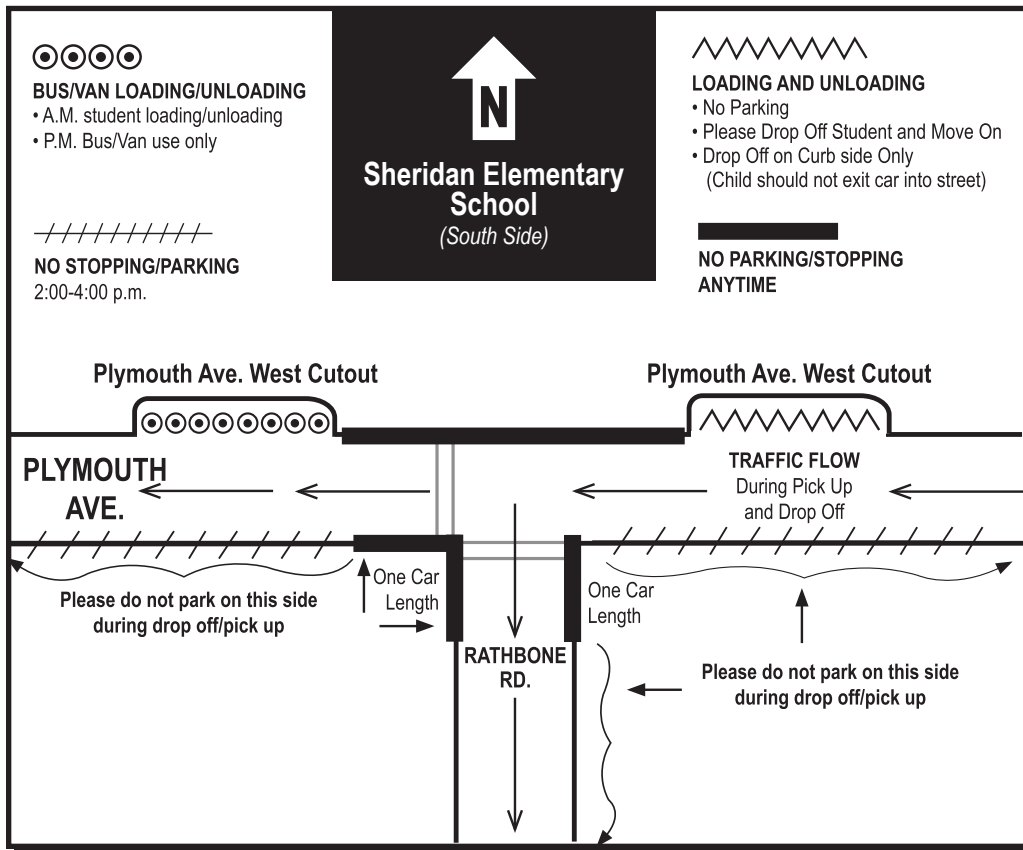 BUS/VAN LOADING/UNLOADING
• A.M. student loading/unloading
• P.M. Bus/Van use only
NO STOPPING/PARKING
2:00-4:00 p.m.
N
Sheridan Elementary
School
(South Side)
LOADING AND UNLOADING
• No Parking
• Please Drop Off Student and Move On
• Drop Off on Curb side Only
(Child should not exit car into street)
NO PARKING/STOPPING
ANYTIME
Plymouth Ave. West Cutout
Plymouth Ave. West Cutout
PLYMOUTH
AVE.
TRAFFIC FLOW
During Pick Up
and Drop Off
One Car
Length
Please do not park on this side
during drop off/pick up
One Car
Length
RATHBONE
RD.
Please do not park on this side
during drop off/pick up